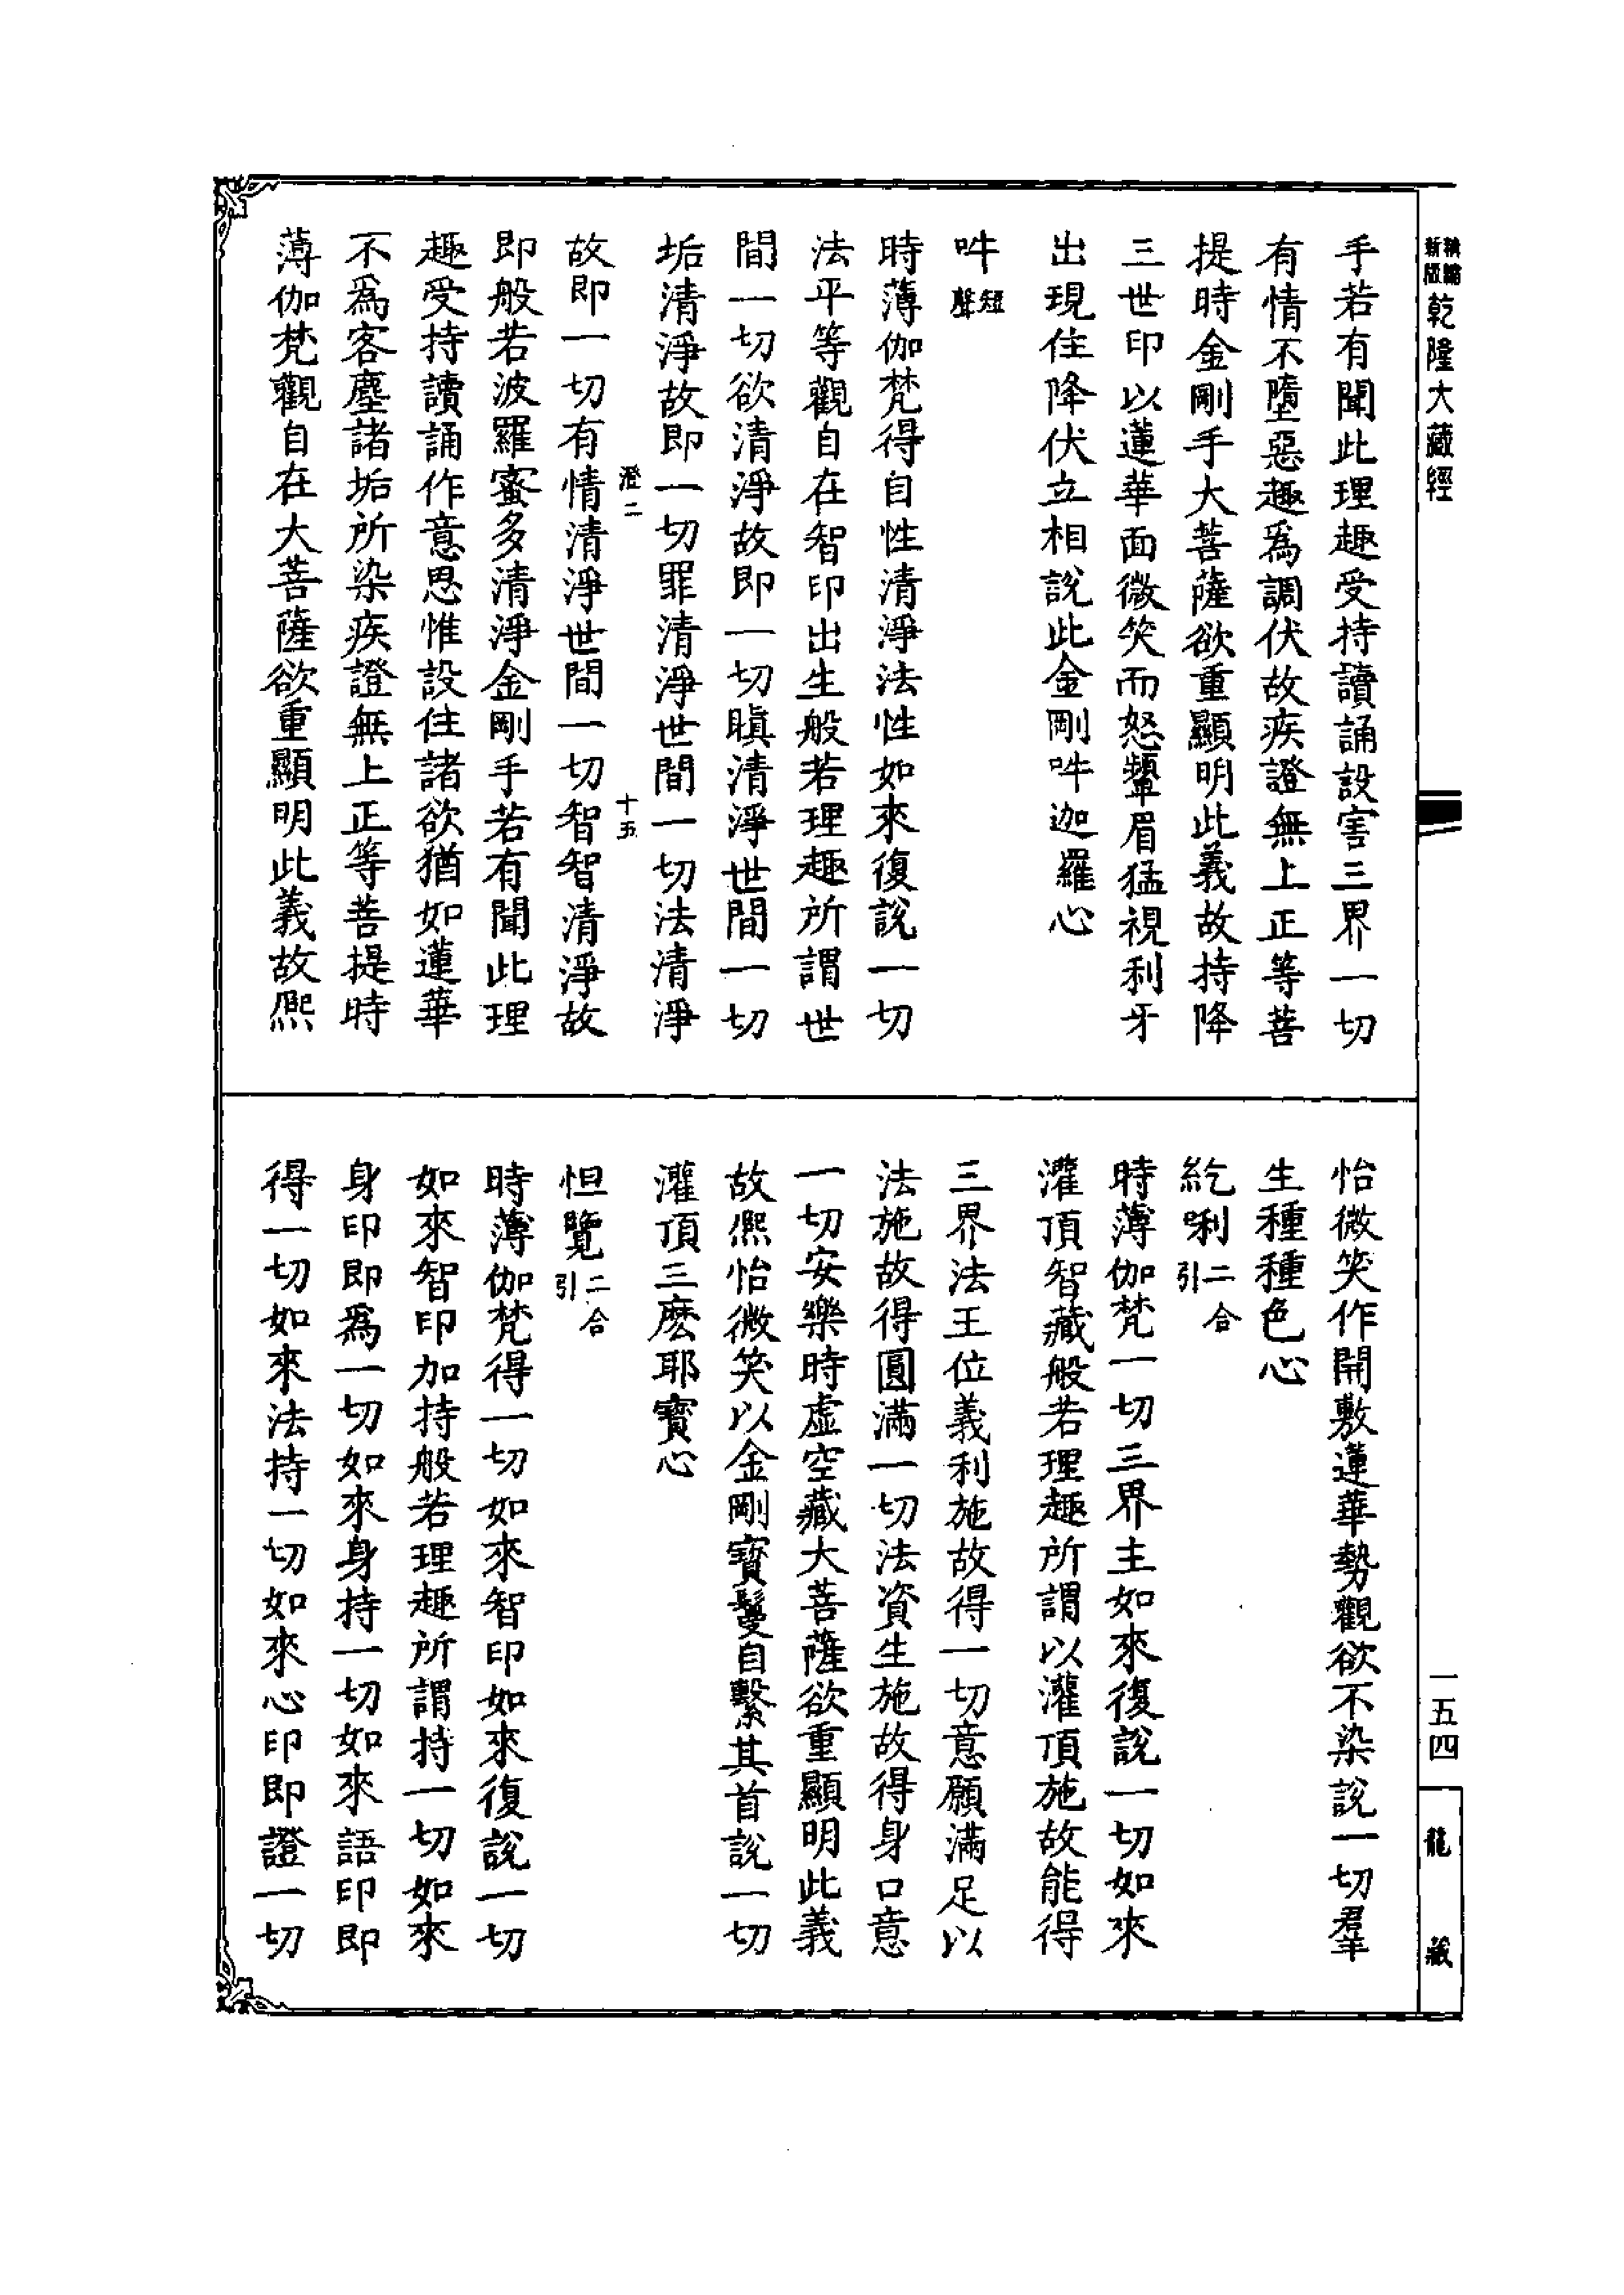 新編
縮版
乾隆大藏經
手若有聞此理趣受持讀誦設害三界一切
有情不墮惡趣爲調伏故疾證無上正等菩
提時金剛手大菩薩欲重顯明此義故持降
三世印以蓮華面微笑而怒顰眉猛視利牙
出現住降伏立相說此金剛吽迦羅心
吽短聲
時薄伽梵得自性清淨法性如來復說一切
法平等觀自在智印出生般若理趣所謂世
間一切欲清淨故即一切瞋清淨世間一切
垢清淨故即一切罪清淨世間一切法清淨
澄二 十五
故即一切有情清淨世間一切智智清淨故
即般若波羅蜜多清淨金剛手若有聞此理
趣受持讀誦作意思惟設住諸欲猶如蓮華
不爲客塵諸垢所染疾證無上正等菩提時
薄伽梵觀自在大菩薩欲重顯明此義故熈
怡微笑作開敷蓮華勢觀欲不染說一切羣
生種種色心
紇唎二合引
時薄伽梵一切三界主如來復說一切如來
灌頂智藏般若理趣所謂以灌頂施故能得
三界法王位義利施故得一切意願滿足以
法施故得圓滿一切法資生施故得身口意
一切安樂時虛空藏大菩薩欲重顯明此義
故熈怡微笑以金剛寶鬘自繫其首說一切
灌頂三麽耶寶心
怛覽二合引
時薄伽梵得一切如來智印如來復說一切
如來智印加持般若理趣所謂持一切如來
身印即爲一切如來身持一切如來語印即
得一切如來法持一切如來心印即證一切
一五四
龍藏